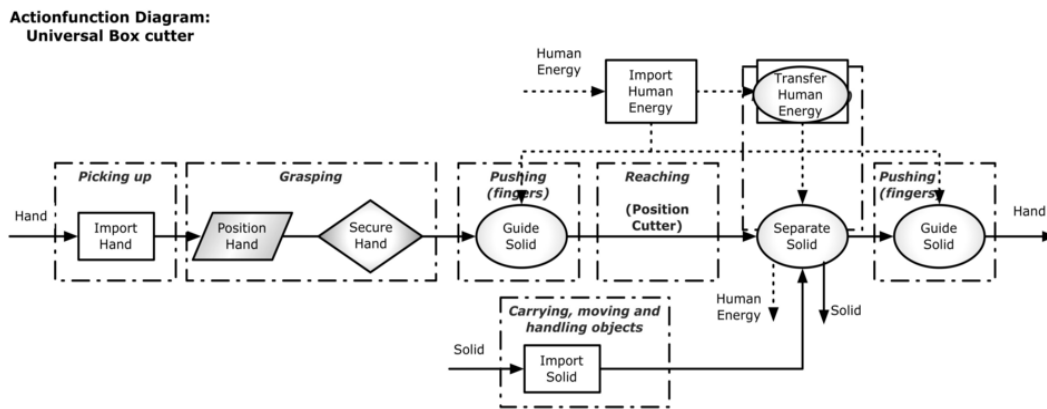 Actionfunction Diagram:
Universal Box cutter
Human
Energy
Import
Human
Energy
Transfer
Human
Energy
Picking up
Grasping
Pushing
(fingers)
Reaching
(Position
Cutter)
Pushing
(fingers)
Hand
Import
Hand
Position
Hand
Secure
Hand
Guide
Solid
Separate
Solid
Guide
Solid
Hand
Human
Energy
Solid
Carrying, moving and
handling objects
Solid
Import
Solid